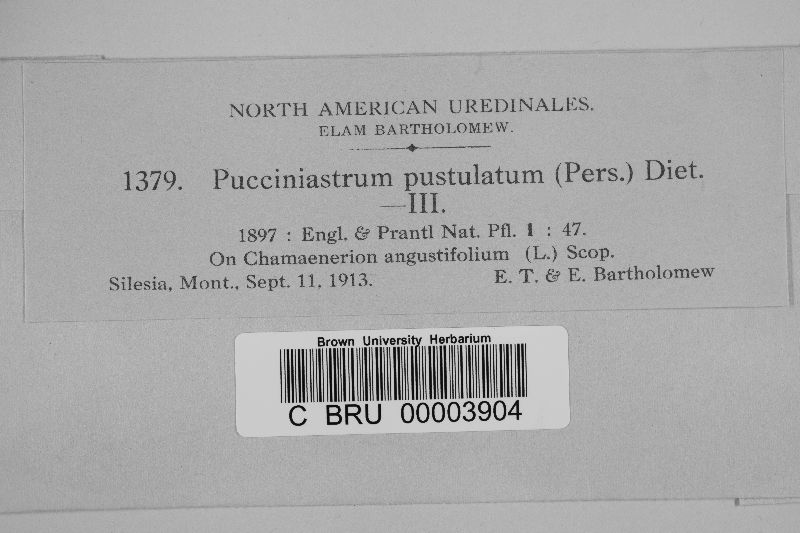 NORTH AMERICAN UREDINALES.
ELAM BARTHOLOMEW.
1379. Pucciniastrum pustulatum (Pers.) Diet.
—III.
1897 : Engl. & Prantl Nat. Pfl. 1 : 47.
On Chamaenerion angustifolium (L.) Scop.
Silesia, Mont., Sept. 11, 1913. E. T. & E. Bartholomew
Brown University Herbarium
C BRU 00003904